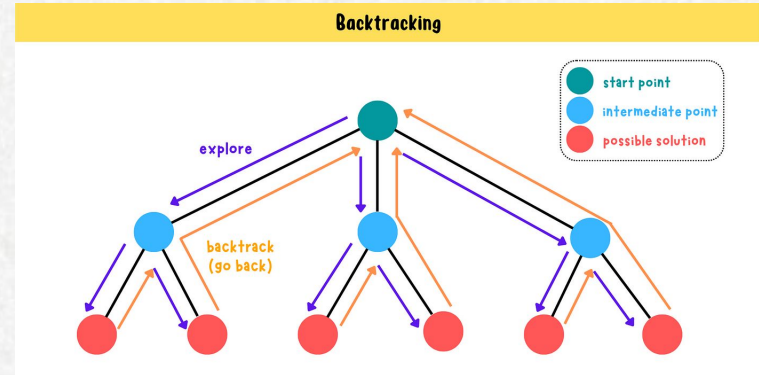 Backtracking
start point
intermediate point
possible solution
explore
backtrack
(go back)